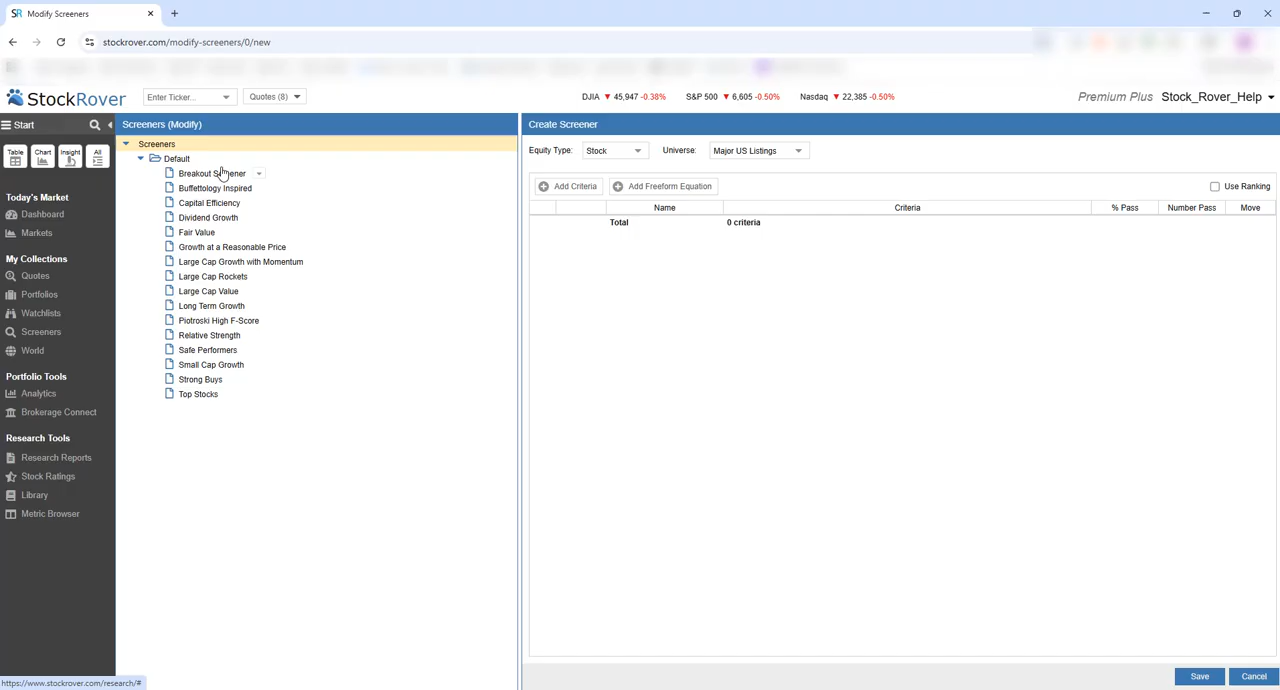 Modify Screeners
stockrover.com/modify-screeners/0/new
StockRover
Enter Ticker...
Quotes (8)
DJIA ▼ 45,947 -0.38%
S&P 500 ▼ 6,605 -0.50%
Nasdaq ▼ 22,385 -0.50%
Premium Plus
Stock_Rover_Help
Start
Table
Chart
Insight
All
Today's Market
Dashboard
Markets
My Collections
Quotes
Portfolios
Watchlists
Screeners
World
Portfolio Tools
Analytics
Brokerage Connect
Research Tools
Research Reports
Stock Ratings
Library
Metric Browser
https://www.stockrover.com/research/#
Screeners (Modify)
Screeners
Default
Breakout Screener
Buffettology Inspired
Capital Efficiency
Dividend Growth
Fair Value
Growth at a Reasonable Price
Large Cap Growth with Momentum
Large Cap Rockets
Large Cap Value
Long Term Growth
Piotroski High F-Score
Relative Strength
Safe Performers
Small Cap Growth
Strong Buys
Top Stocks
Create Screener
Equity Type: Stock
Universe: Major US Listings
Add Criteria
Add Freeform Equation
Use Ranking
Name Criteria % Pass Number Pass Move
Total 0 criteria
Save
Cancel